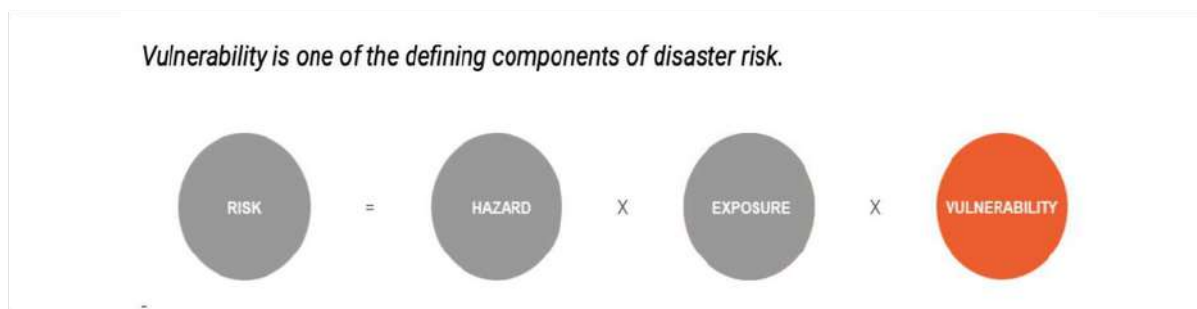 Vulnerability is one of the defining components of disaster risk.
RISK = HAZARD X EXPOSURE X VULNERABILITY
-